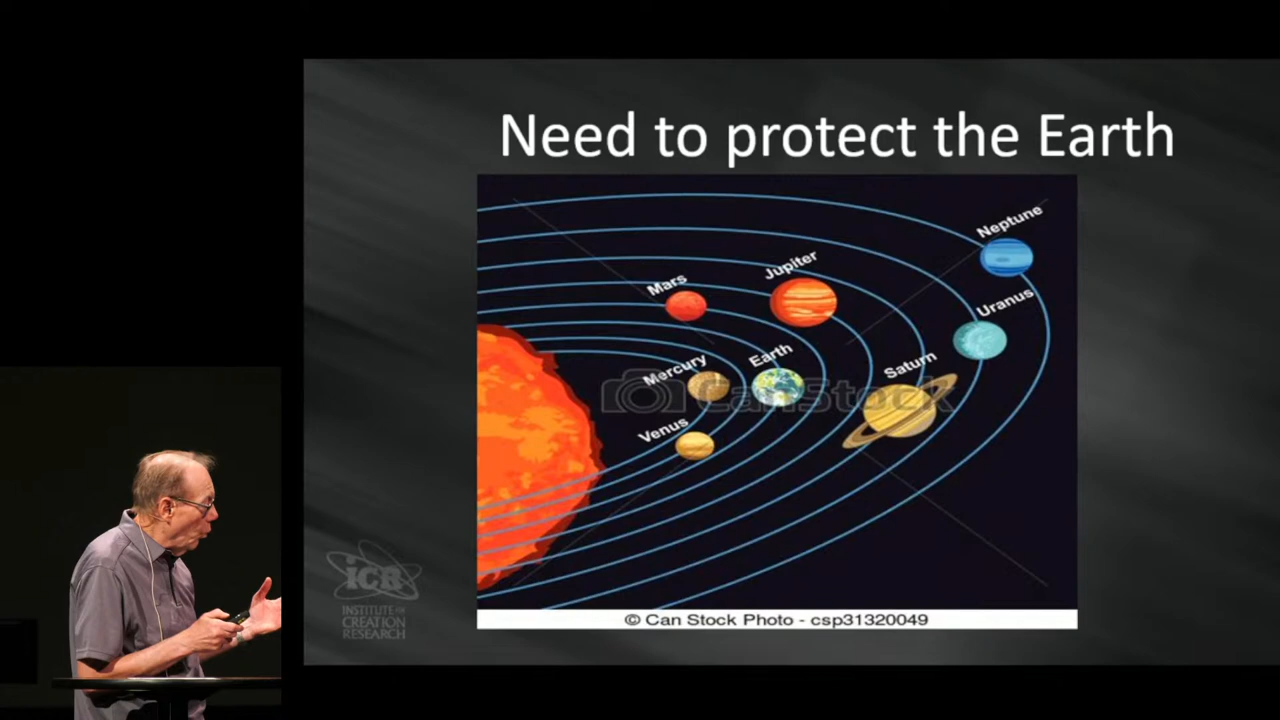 Need to protect the Earth
Neptune
Jupiter
Mars
Uranus
Earth
Mercury
Saturn
CanStock
Venus
ICR
INSTITUTE for
CREATION
RESEARCH
© Can Stock Photo - csp31320049